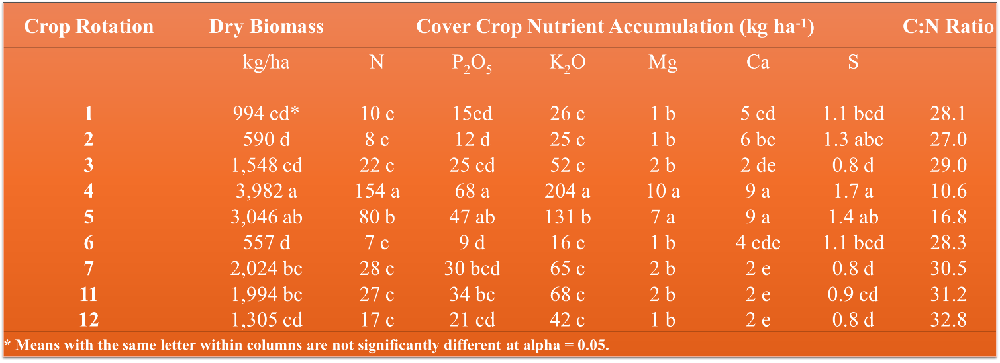 Crop Rotation Dry Biomass Cover Crop Nutrient Accumulation (kg ha-1) C:N Ratio
kg/ha N P2O5 K2O Mg Ca S
1 994 cd* 10 c 15cd 26 c 1 b 5 cd 1.1 bcd 28.1
2 590 d 8 c 12 d 25 c 1 b 6 bc 1.3 abc 27.0
3 1,548 cd 22 c 25 cd 52 c 2 b 2 de 0.8 d 29.0
4 3,982 a 154 a 68 a 204 a 10 a 9 a 1.7 a 10.6
5 3,046 ab 80 b 47 ab 131 b 7 a 9 a 1.4 ab 16.8
6 557 d 7 c 9 d 16 c 1 b 4 cde 1.1 bcd 28.3
7 2,024 bc 28 c 30 bcd 65 c 2 b 2 e 0.8 d 30.5
11 1,994 bc 27 c 34 bc 68 c 2 b 2 e 0.9 cd 31.2
12 1,305 cd 17 c 21 cd 42 c 1 b 2 e 0.8 d 32.8
* Means with the same letter within columns are not significantly different at alpha = 0.05.